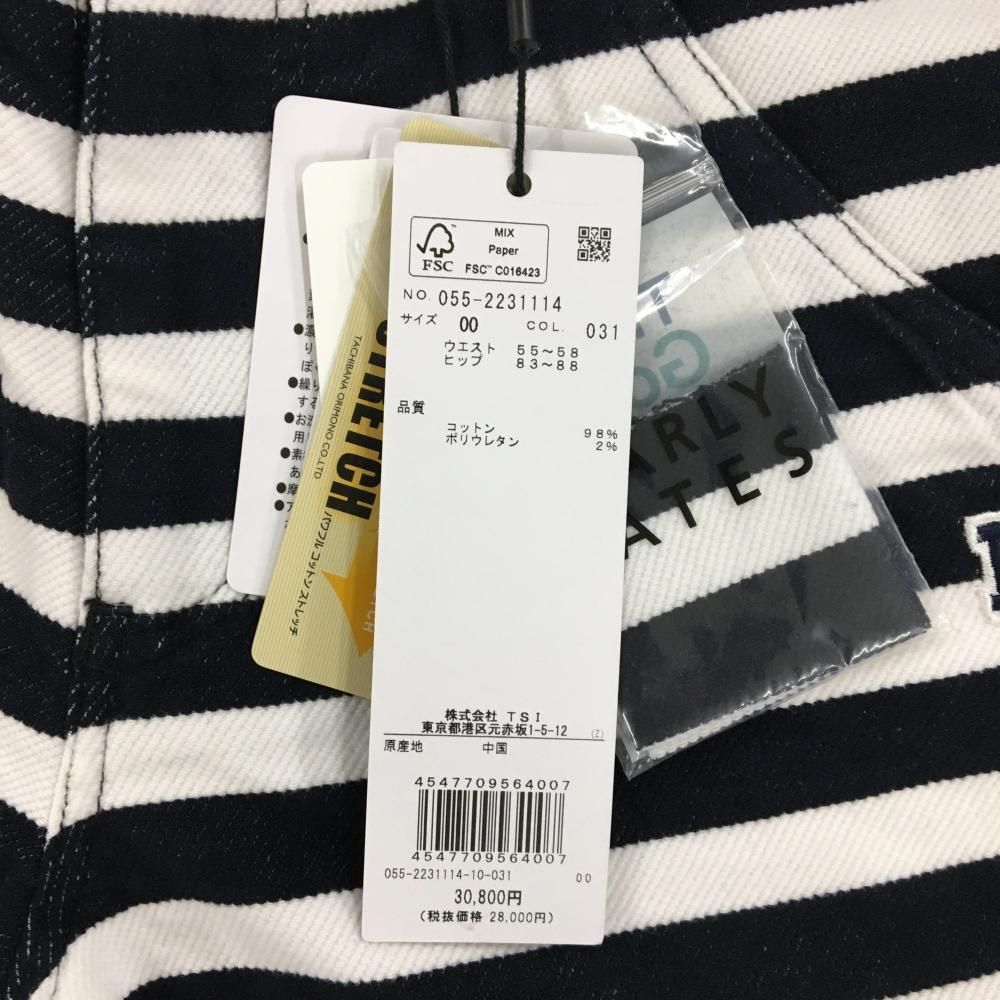 MIX
Paper
FSC
FSC™ C016423
NO. 055-2231114
サイズ 00 COL. 031
ウエスト 55～58
ヒップ 83～88
品質
コットン 98%
ポリウレタン 2%
株式会社 TSI
東京都港区元赤坂1-5-12 (Z)
原産地 中国
4547709564007
4547709564007
055-2231114-10-031 00
30,800円
(税抜価格 28,000円)
STRETCH
TACHIBANA ORIMONO CO.,LTD
パワフル コットン ストレッチ
ARLY
ATES